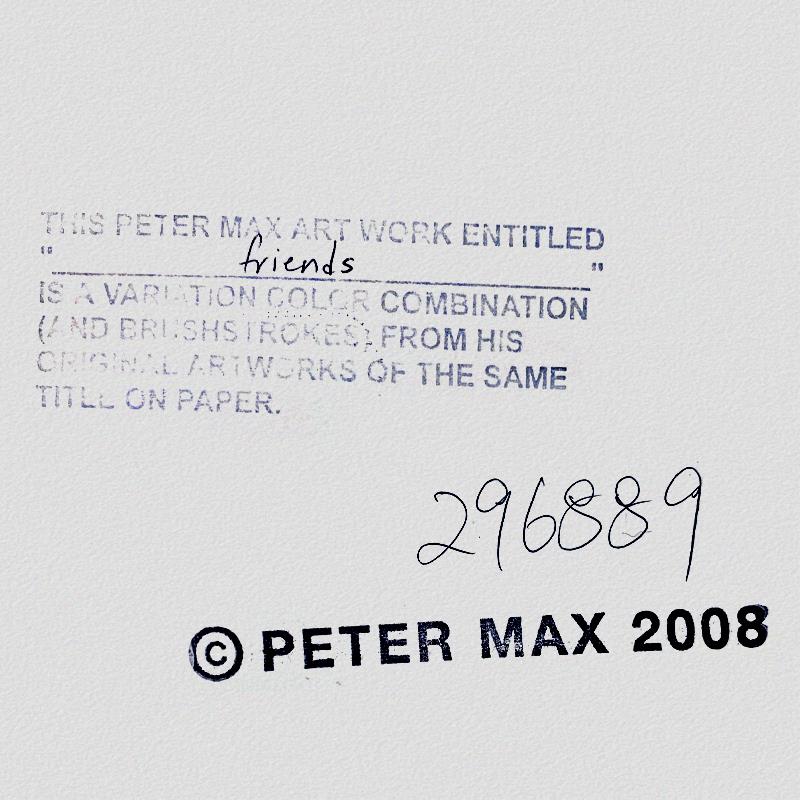 THIS PETER MAX ART WORK ENTITLED
" friends "
IS A VARIATION COLOR COMBINATION
(AND BRUSHSTROKES) FROM HIS
ORIGINAL ARTWORKS OF THE SAME
TITLE ON PAPER.
296889
© PETER MAX 2008